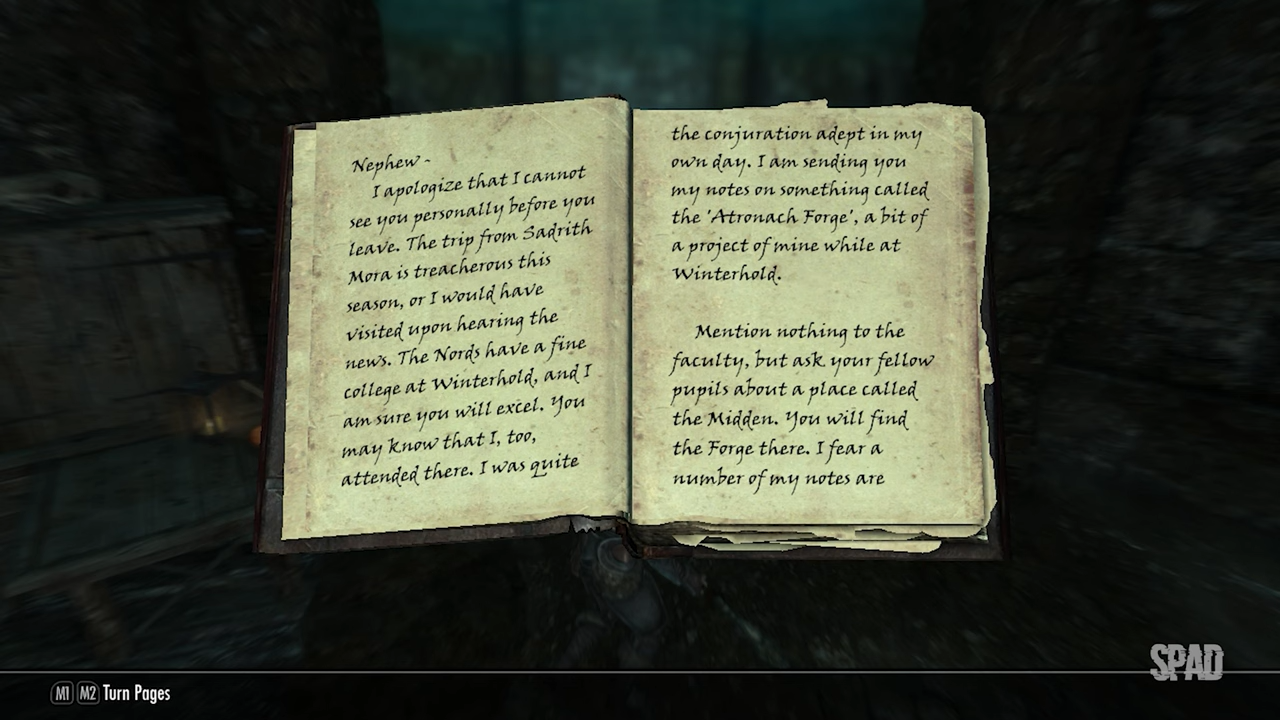 Nephew -
I apologize that I cannot
see you personally before you
leave. The trip from Sadrith
Mora is treacherous this
season, or I would have
visited upon hearing the
news. The Nords have a fine
college at Winterhold, and I
am sure you will excel. You
may know that I, too,
attended there. I was quite
the conjuration adept in my
own day. I am sending you
my notes on something called
the 'Atronach Forge', a bit of
a project of mine while at
Winterhold.
Mention nothing to the
faculty, but ask your fellow
pupils about a place called
the Midden. You will find
the Forge there. I fear a
number of my notes are
SPAD
M1 M2 Turn Pages